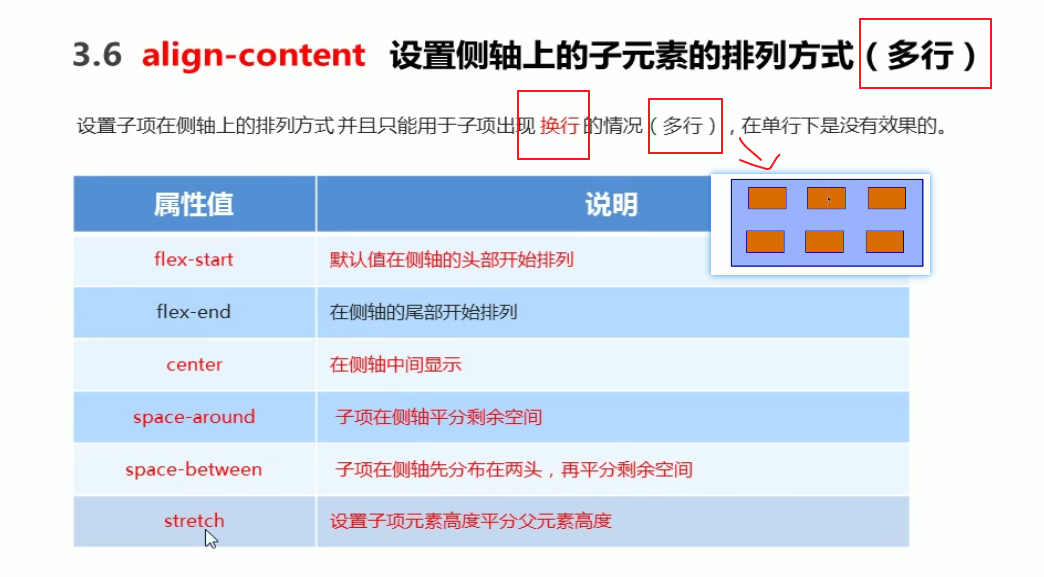 3.6 align-content 设置侧轴上的子元素的排列方式（多行）
设置子项在侧轴上的排列方式 并且只能用于子项出现 换行 的情况（多行），在单行下是没有效果的。
属性值 说明
flex-start 默认值在侧轴的头部开始排列
flex-end 在侧轴的尾部开始排列
center 在侧轴中间显示
space-around 子项在侧轴平分剩余空间
space-between 子项在侧轴先分布在两头，再平分剩余空间
stretch 设置子项元素高度平分父元素高度